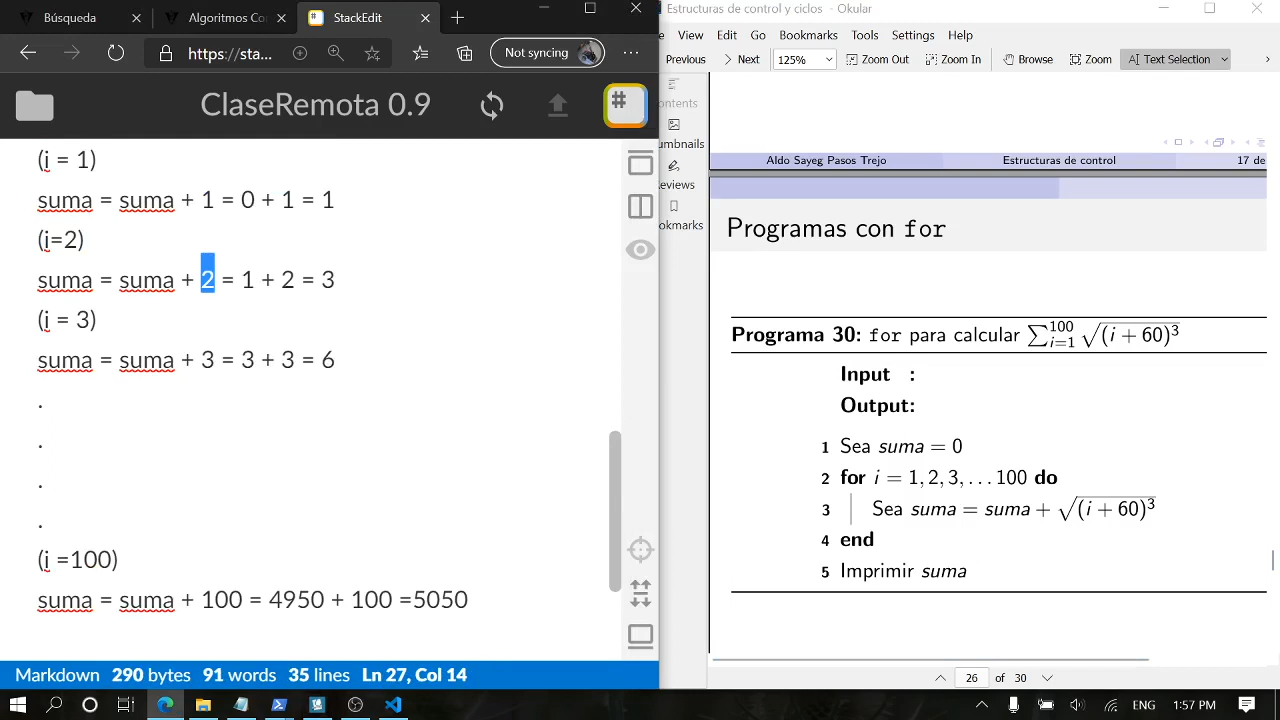 Búsqueda
Algoritmos Co
StackEdit
https://sta...
Not syncing
ClaseRemota 0.9
(i = 1)
suma = suma + 1 = 0 + 1 = 1
(i=2)
suma = suma + 2 = 1 + 2 = 3
(i = 3)
suma = suma + 3 = 3 + 3 = 6
.
.
.
.
(i =100)
suma = suma + 100 = 4950 + 100 =5050
Markdown 290 bytes 91 words 35 lines Ln 27, Col 14
Estructuras de control y ciclos - Okular
e View Edit Go Bookmarks Tools Settings Help
Previous Next 125% Zoom Out Zoom In Browse Zoom Text Selection
ontents
umbnails
eviews
okmarks
Aldo Sayeg Pasos Trejo Estructuras de control 17 de
Programas con for
Programa 30: for para calcular ∑_{i=1}^{100} √(i + 60)³
Input :
Output:
1 Sea suma = 0
2 for i = 1, 2, 3, . . . 100 do
3 Sea suma = suma + √(i + 60)³
4 end
5 Imprimir suma
26 of 30
ENG 1:57 PM